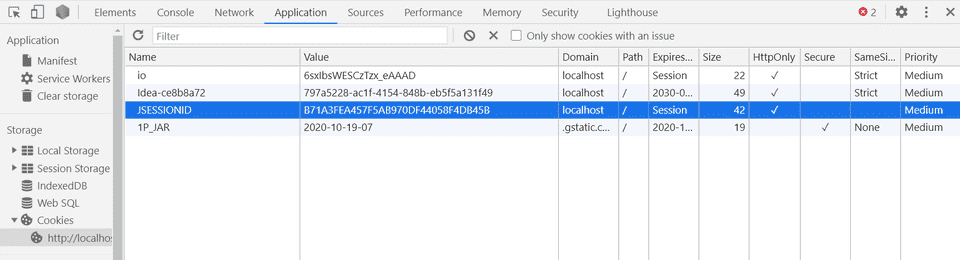 Elements Console Network Application Sources Performance Memory Security Lighthouse 2
Application
Manifest
Service Workers
Clear storage
Storage
Local Storage
Session Storage
IndexedDB
Web SQL
Cookies
http://localhos
Filter Only show cookies with an issue
Name Value Domain Path Expires... Size HttpOnly Secure SameSi... Priority
io 6sxIbsWESCzTzx_eAAAD localhost / Session 22 ✓ Strict Medium
Idea-ce8b8a72 797a5228-ac1f-4154-848b-eb5f5a131f49 localhost / 2030-0... 49 ✓ Strict Medium
JSESSIONID B71A3FEA457F5AB970DF44058F4DB45B localhost / Session 42 ✓ Medium
1P_JAR 2020-10-19-07 .gstatic.c... / 2020-1... 19 ✓ None Medium